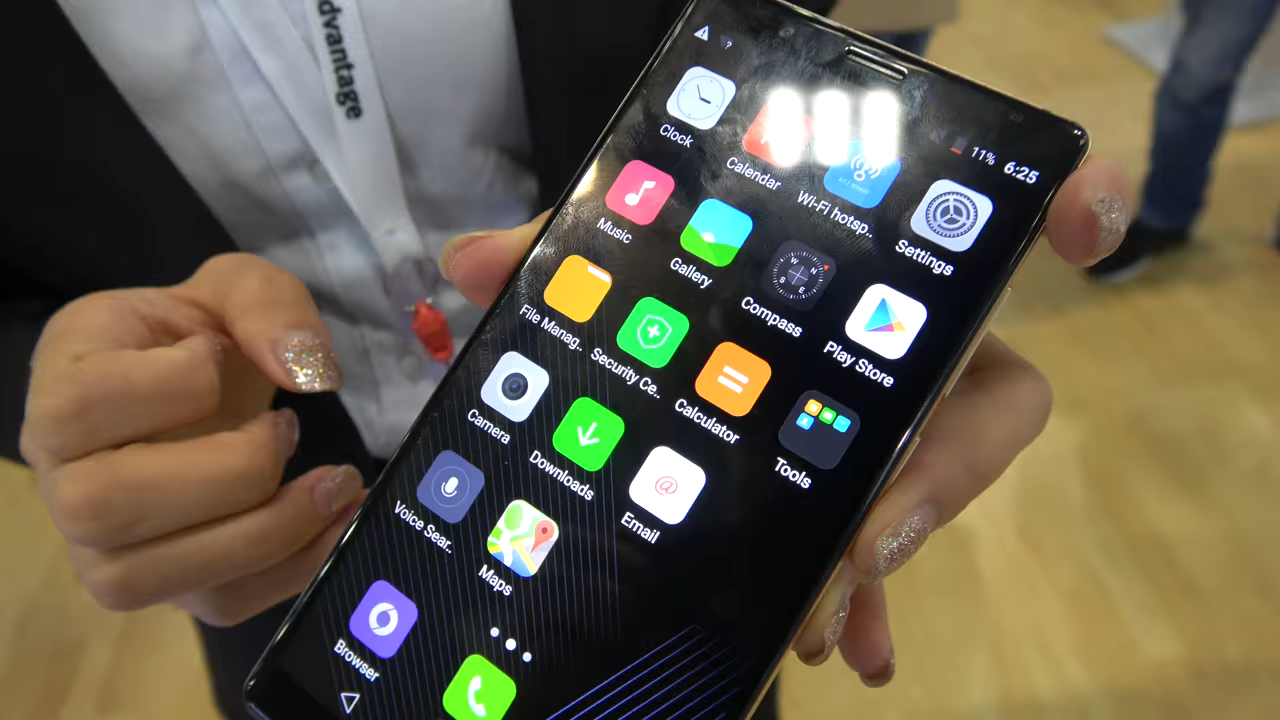 dvantage
11% 6:25
Clock
Calendar
Wi-Fi hotsp..
Settings
Music
Gallery
Compass
Play Store
File Manag..
Security Ce..
Calculator
Tools
Camera
Downloads
Email
Voice Sear..
Maps
Browser